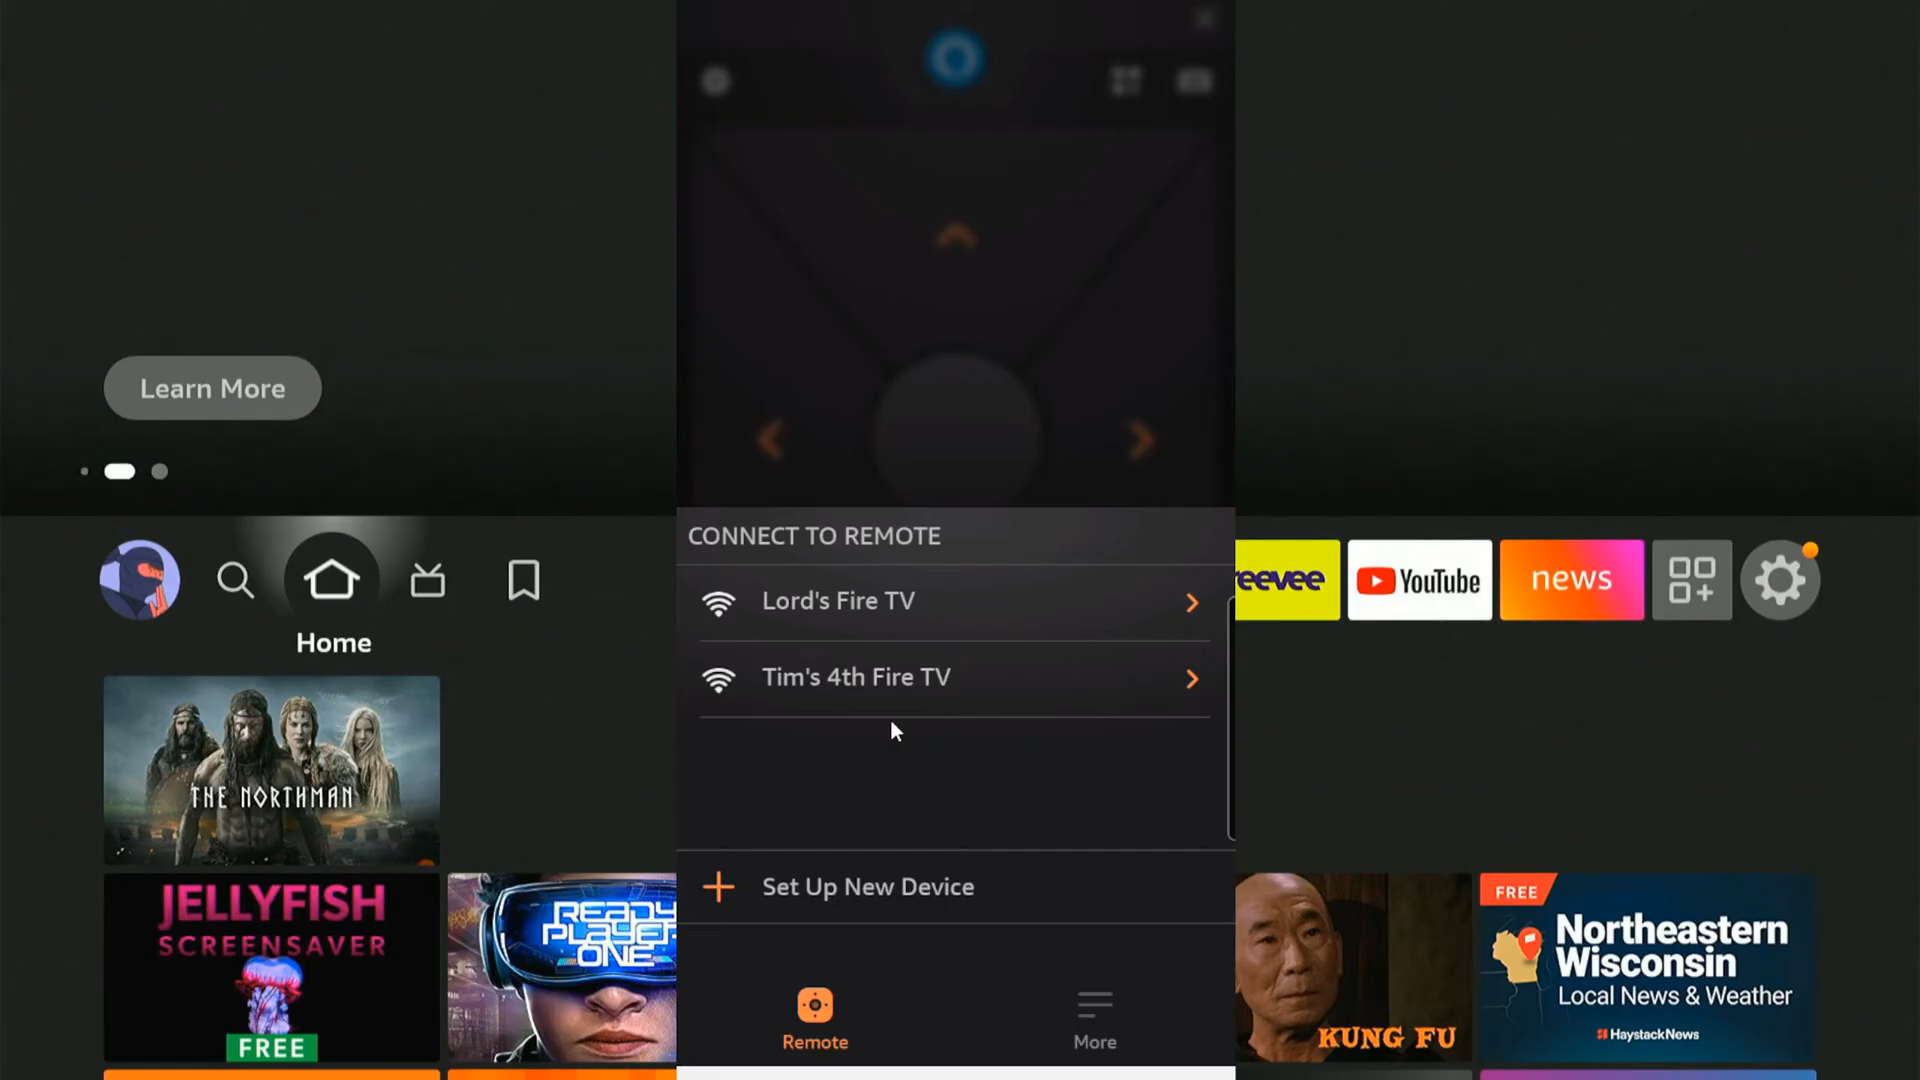 Learn More
CONNECT TO REMOTE
Lord's Fire TV
Tim's 4th Fire TV
Set Up New Device
Remote
More
Home
reevee
YouTube
news
THE NORTHMAN
JELLYFISH
SCREENSAVER
FREE
READY
PLAYER
ONE
KUNG FU
FREE
Northeastern
Wisconsin
Local News & Weather
HaystackNews